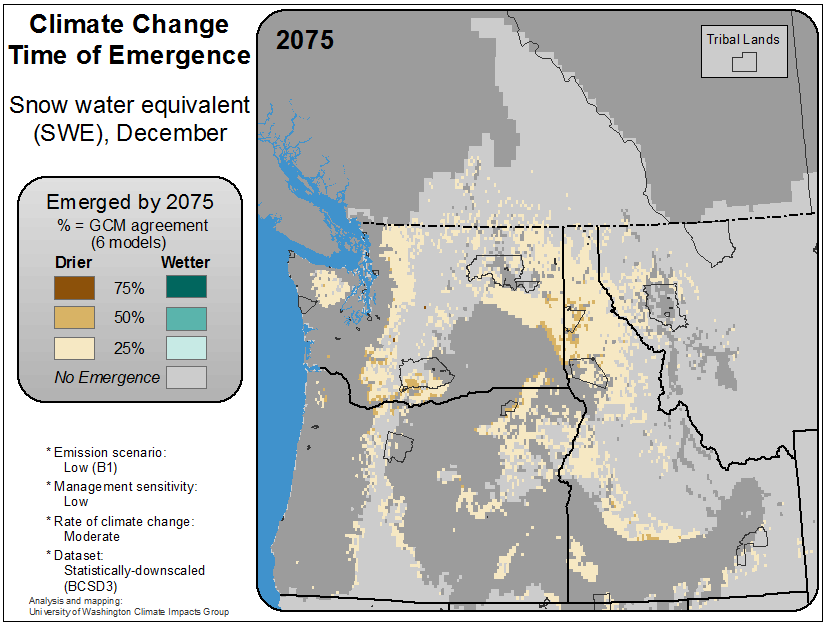 Climate Change
Time of Emergence
Snow water equivalent
(SWE), December
Emerged by 2075
% = GCM agreement
(6 models)
Drier Wetter
75%
50%
25%
No Emergence
* Emission scenario:
Low (B1)
* Management sensitivity:
Low
* Rate of climate change:
Moderate
* Dataset:
Statistically-downscaled
(BCSD3)
Analysis and mapping:
University of Washington Climate Impacts Group
2075
Tribal Lands